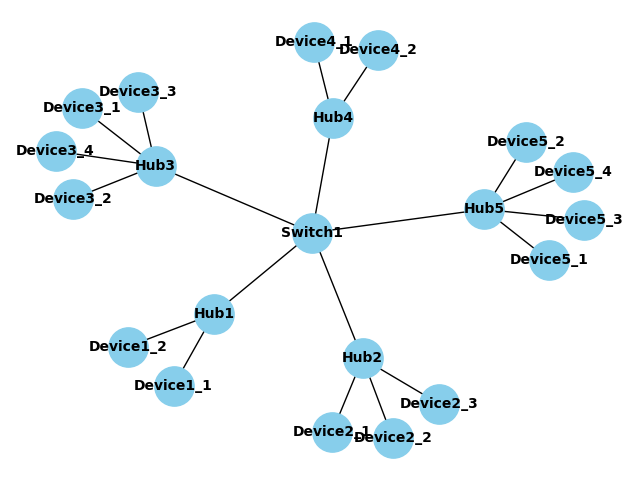 Device4_1
Device4_2
Device3_3
Device3_1
Hub4
Device5_2
Device3_4
Hub3
Device5_4
Device3_2
Hub5
Device5_3
Switch1
Device5_1
Hub1
Device1_2
Hub2
Device1_1
Device2_3
Device2_1
Device2_2